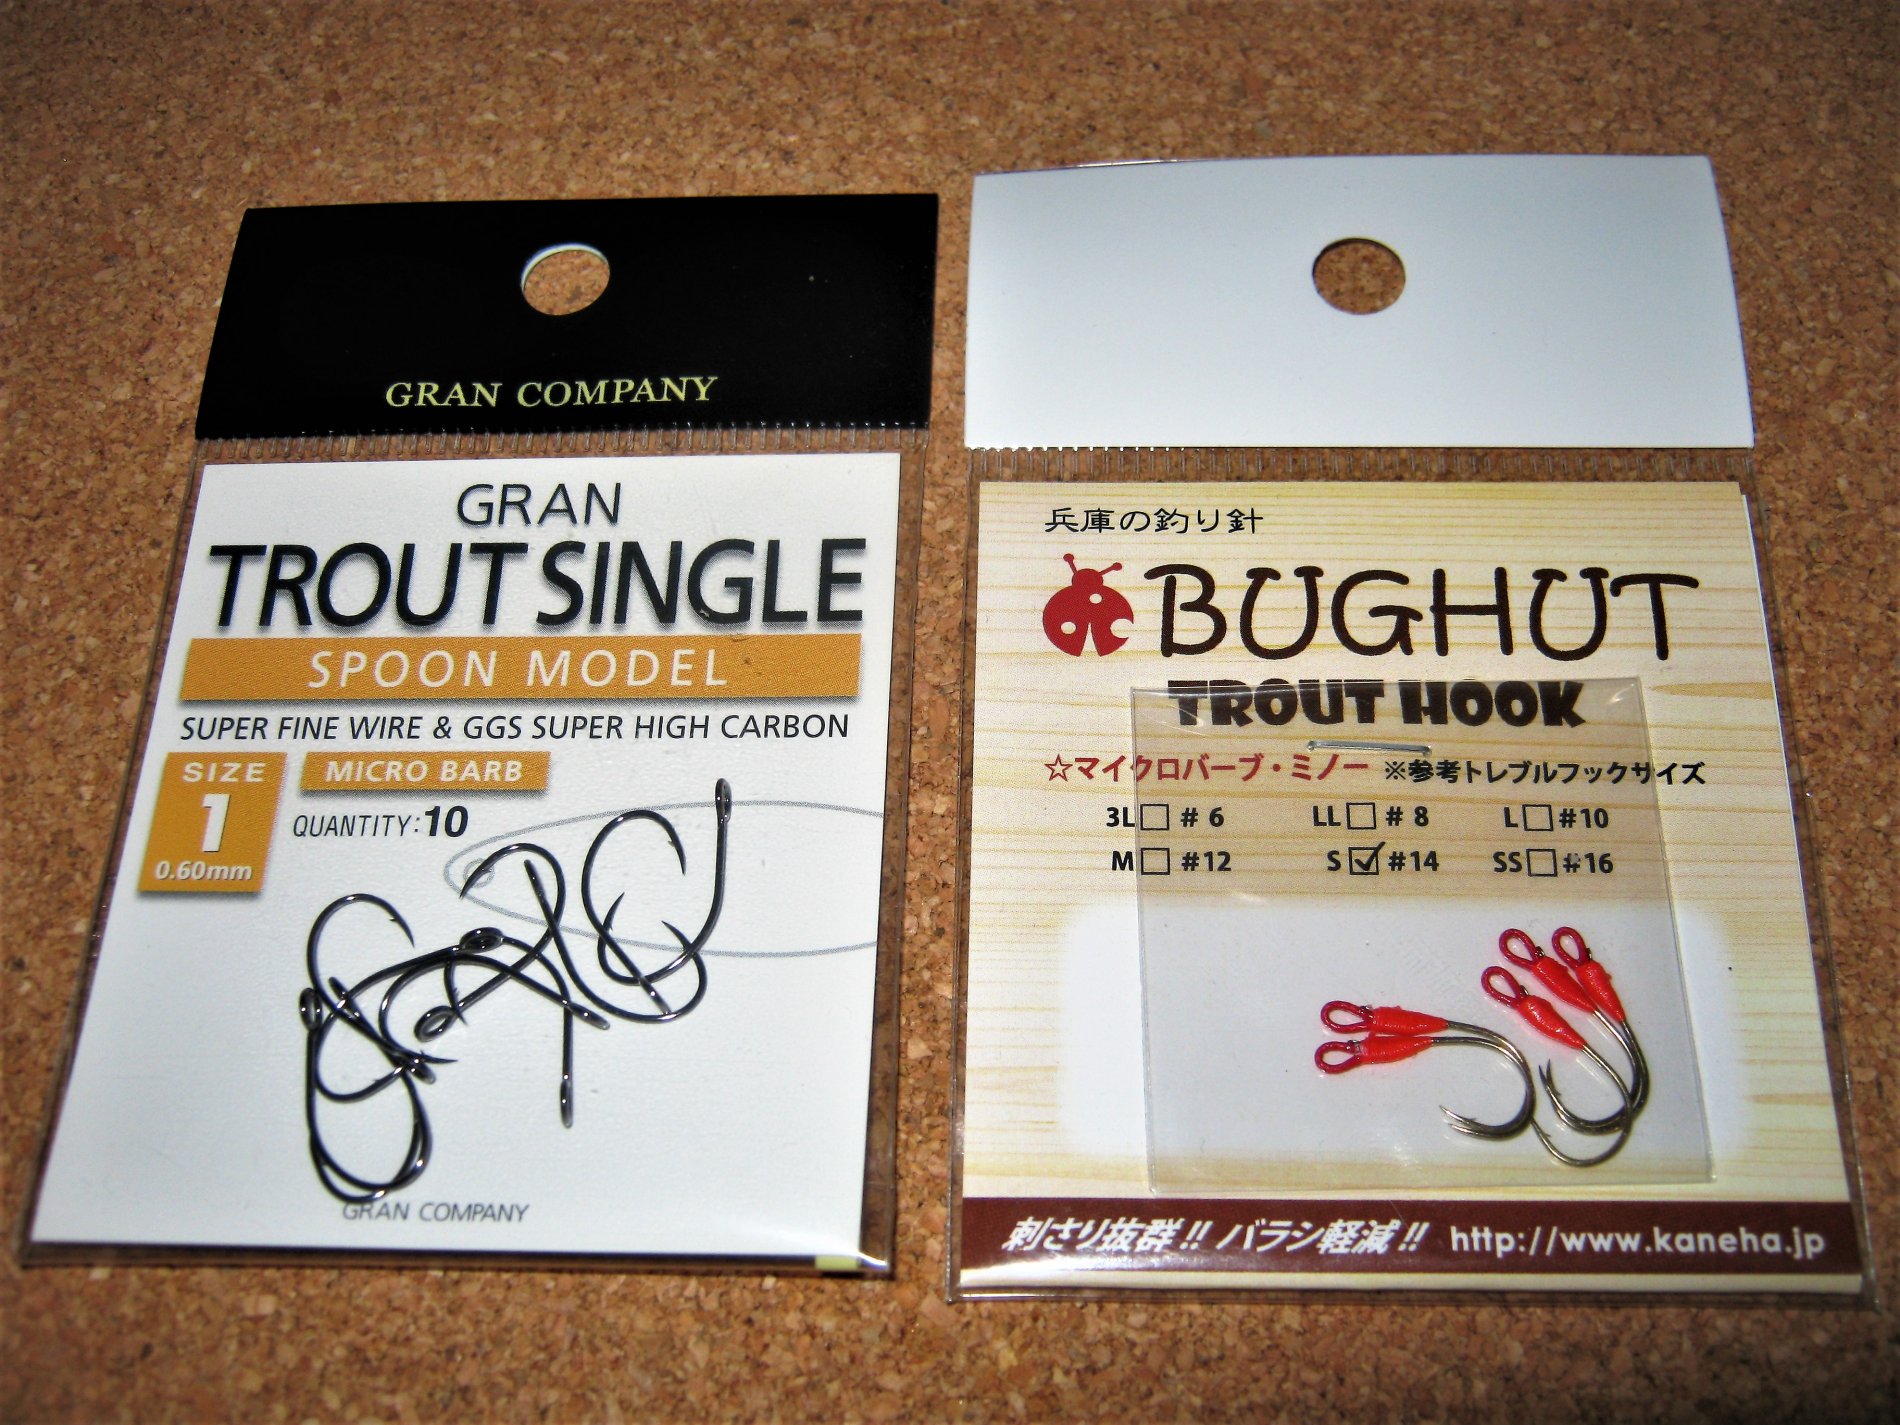 GRAN COMPANY
GRAN
TROUT SINGLE
SPOON MODEL
SUPER FINE WIRE & GGS SUPER HIGH CARBON
SIZE
1
0.60mm
MICRO BARB
QUANTITY:10
GRAN COMPANY
兵庫の釣り針
BUGHUT
TROUT HOOK
☆マイクロバーブ・ミノー ※参考トレブルフックサイズ
3L□ #6 LL□ #8 L□#10
M□ #12 S☑#14 SS□#16
刺さり抜群!! バラシ軽減!! http://www.kaneha.jp